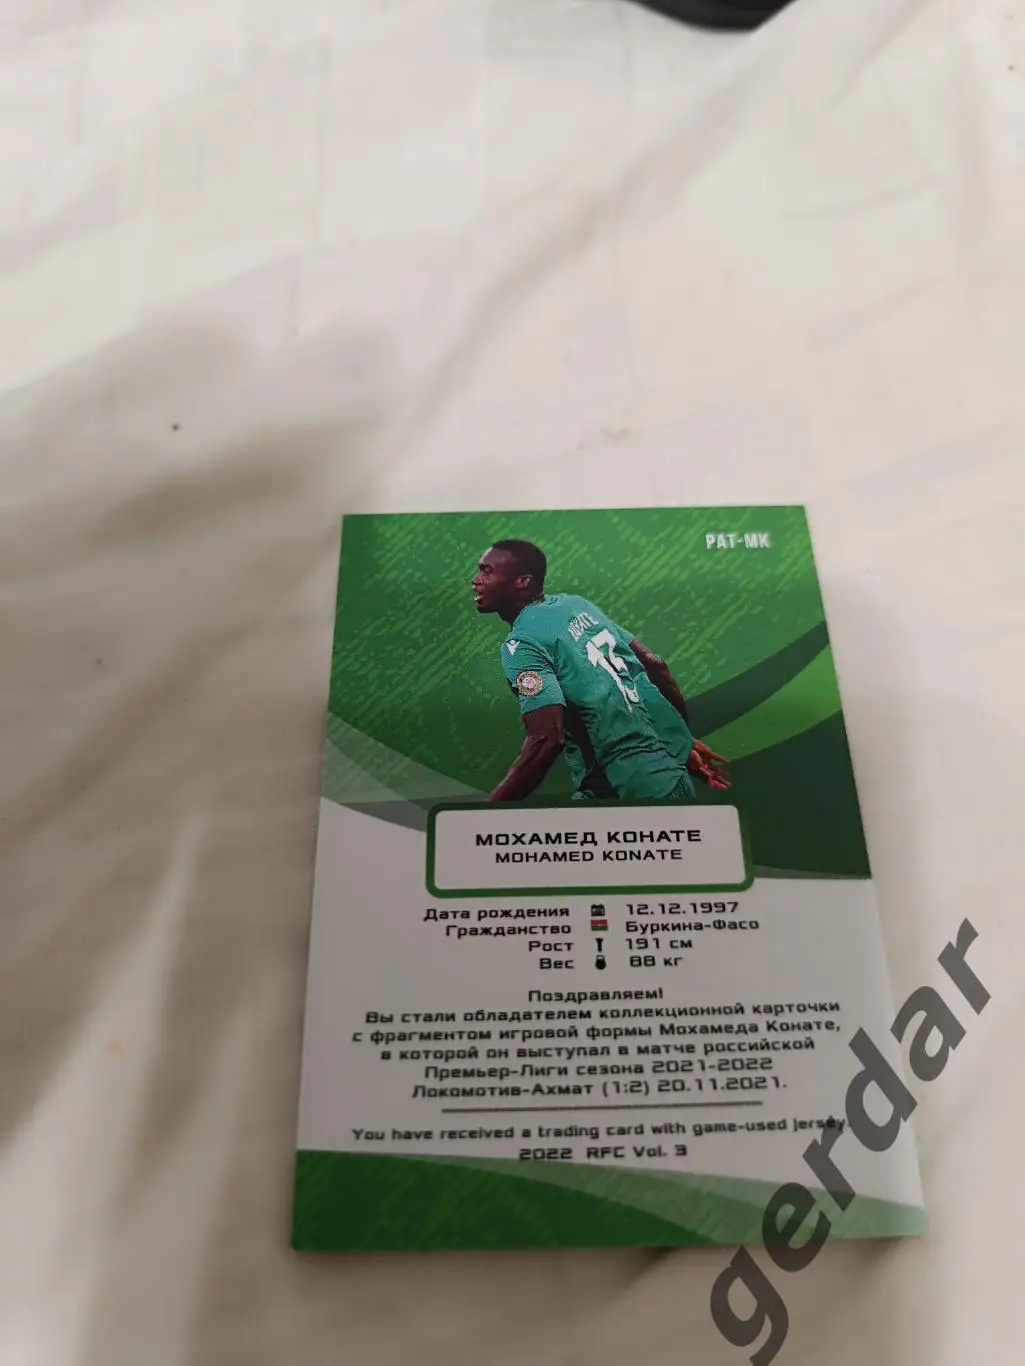 PAT-MK
KONATE
13
МОХАМЕД КОНАТЕ
MOHAMED KONATE
Дата рождения 12.12.1997
Гражданство Буркина-Фасо
Рост 191 см
Вес 88 кг
Поздравляем!
Вы стали обладателем коллекционной карточки
с фрагментом игровой формы Мохамеда Конате,
в которой он выступал в матче российской
Премьер-Лиги сезона 2021-2022
Локомотив-Ахмат (1:2) 20.11.2021.
You have received a trading card with game-used jersey.
2022 RFC Vol. 3
gerdar